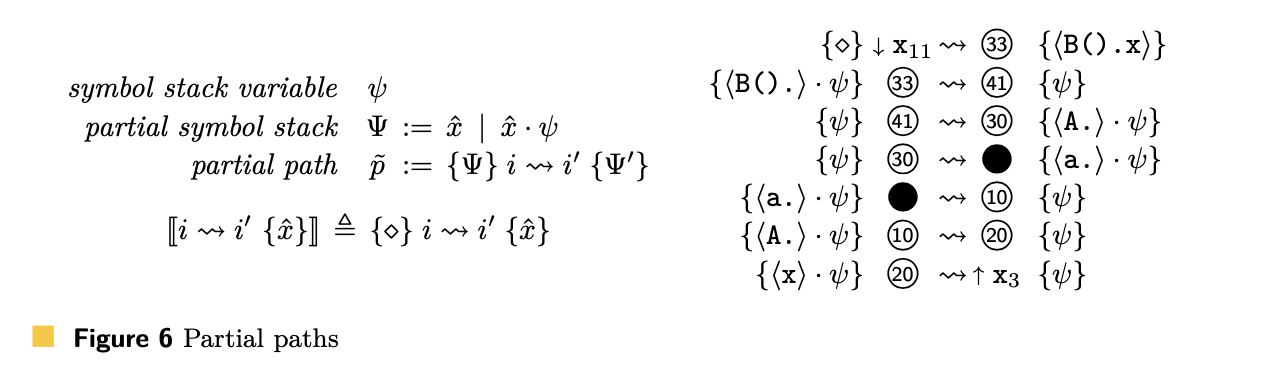 symbol stack variable ψ
partial symbol stack Ψ := x̂ | x̂ · ψ
partial path p̃ := {Ψ} i ⇝ i′ {Ψ′}
⟦i ⇝ i′ {x̂}⟧ ≜ {⋄} i ⇝ i′ {x̂}
{⋄} ↓ x₁₁ ⇝ ㉝ {⟨B().x⟩}
{⟨B().⟩ · ψ} ㉝ ⇝ ㊶ {ψ}
{ψ} ㊶ ⇝ ㉚ {⟨A.⟩ · ψ}
{ψ} ㉚ ⇝ ● {⟨a.⟩ · ψ}
{⟨a.⟩ · ψ} ● ⇝ ⑩ {ψ}
{⟨A.⟩ · ψ} ⑩ ⇝ ⑳ {ψ}
{⟨x⟩ · ψ} ⑳ ⇝ ↑ x₃ {ψ}
Figure 6 Partial paths